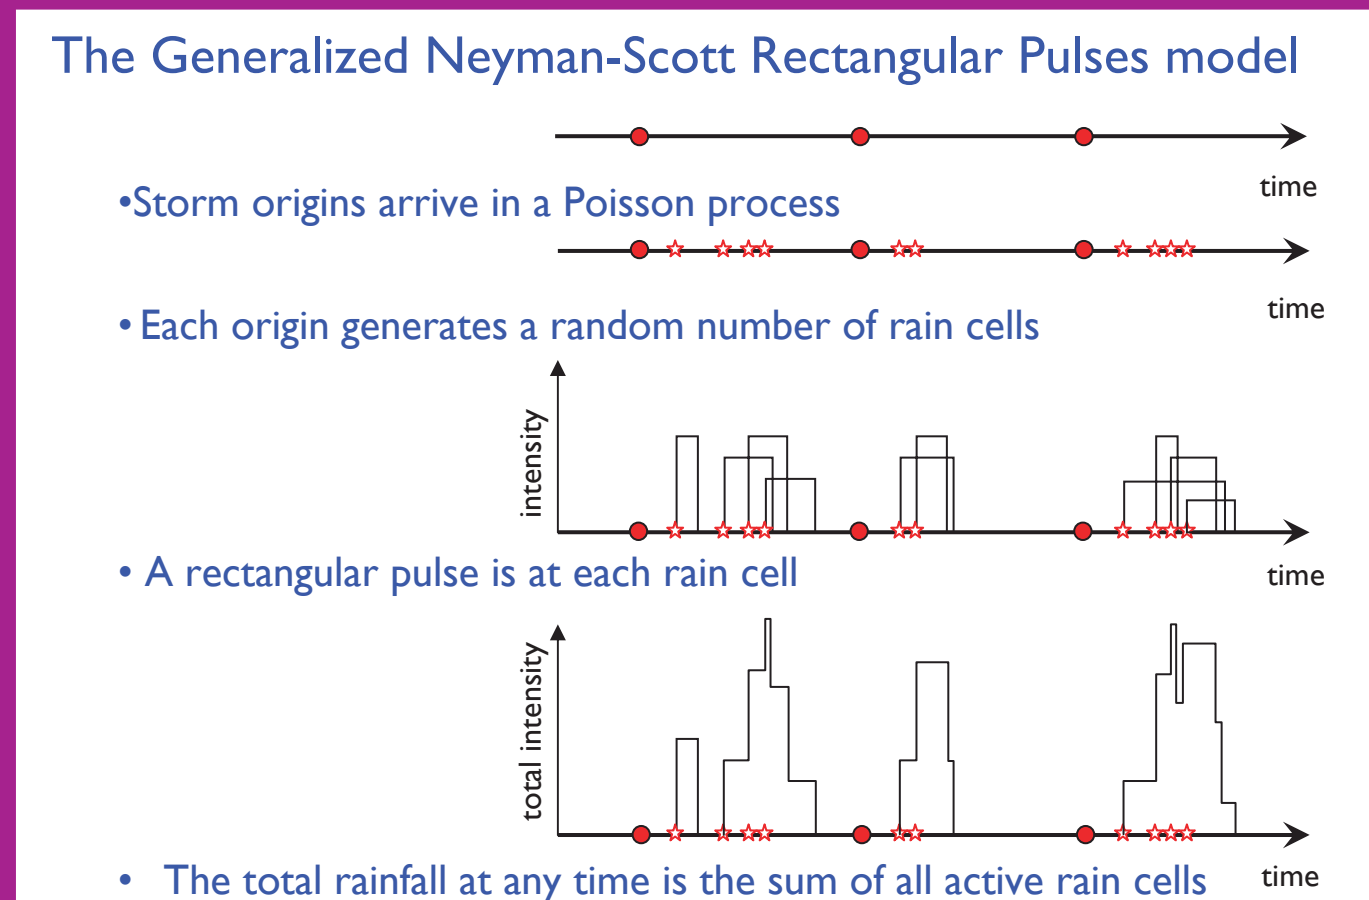 The Generalized Neyman-Scott Rectangular Pulses model
time
•Storm origins arrive in a Poisson process
time
• Each origin generates a random number of rain cells
intensity
• A rectangular pulse is at each rain cell
time
total intensity
• The total rainfall at any time is the sum of all active rain cells
time